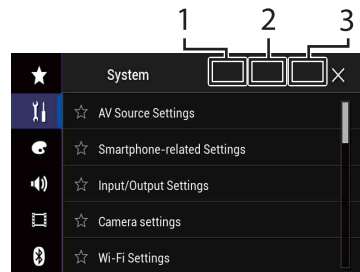 1 2 3
System
AV Source Settings
Smartphone-related Settings
Input/Output Settings
Camera settings
Wi-Fi Settings